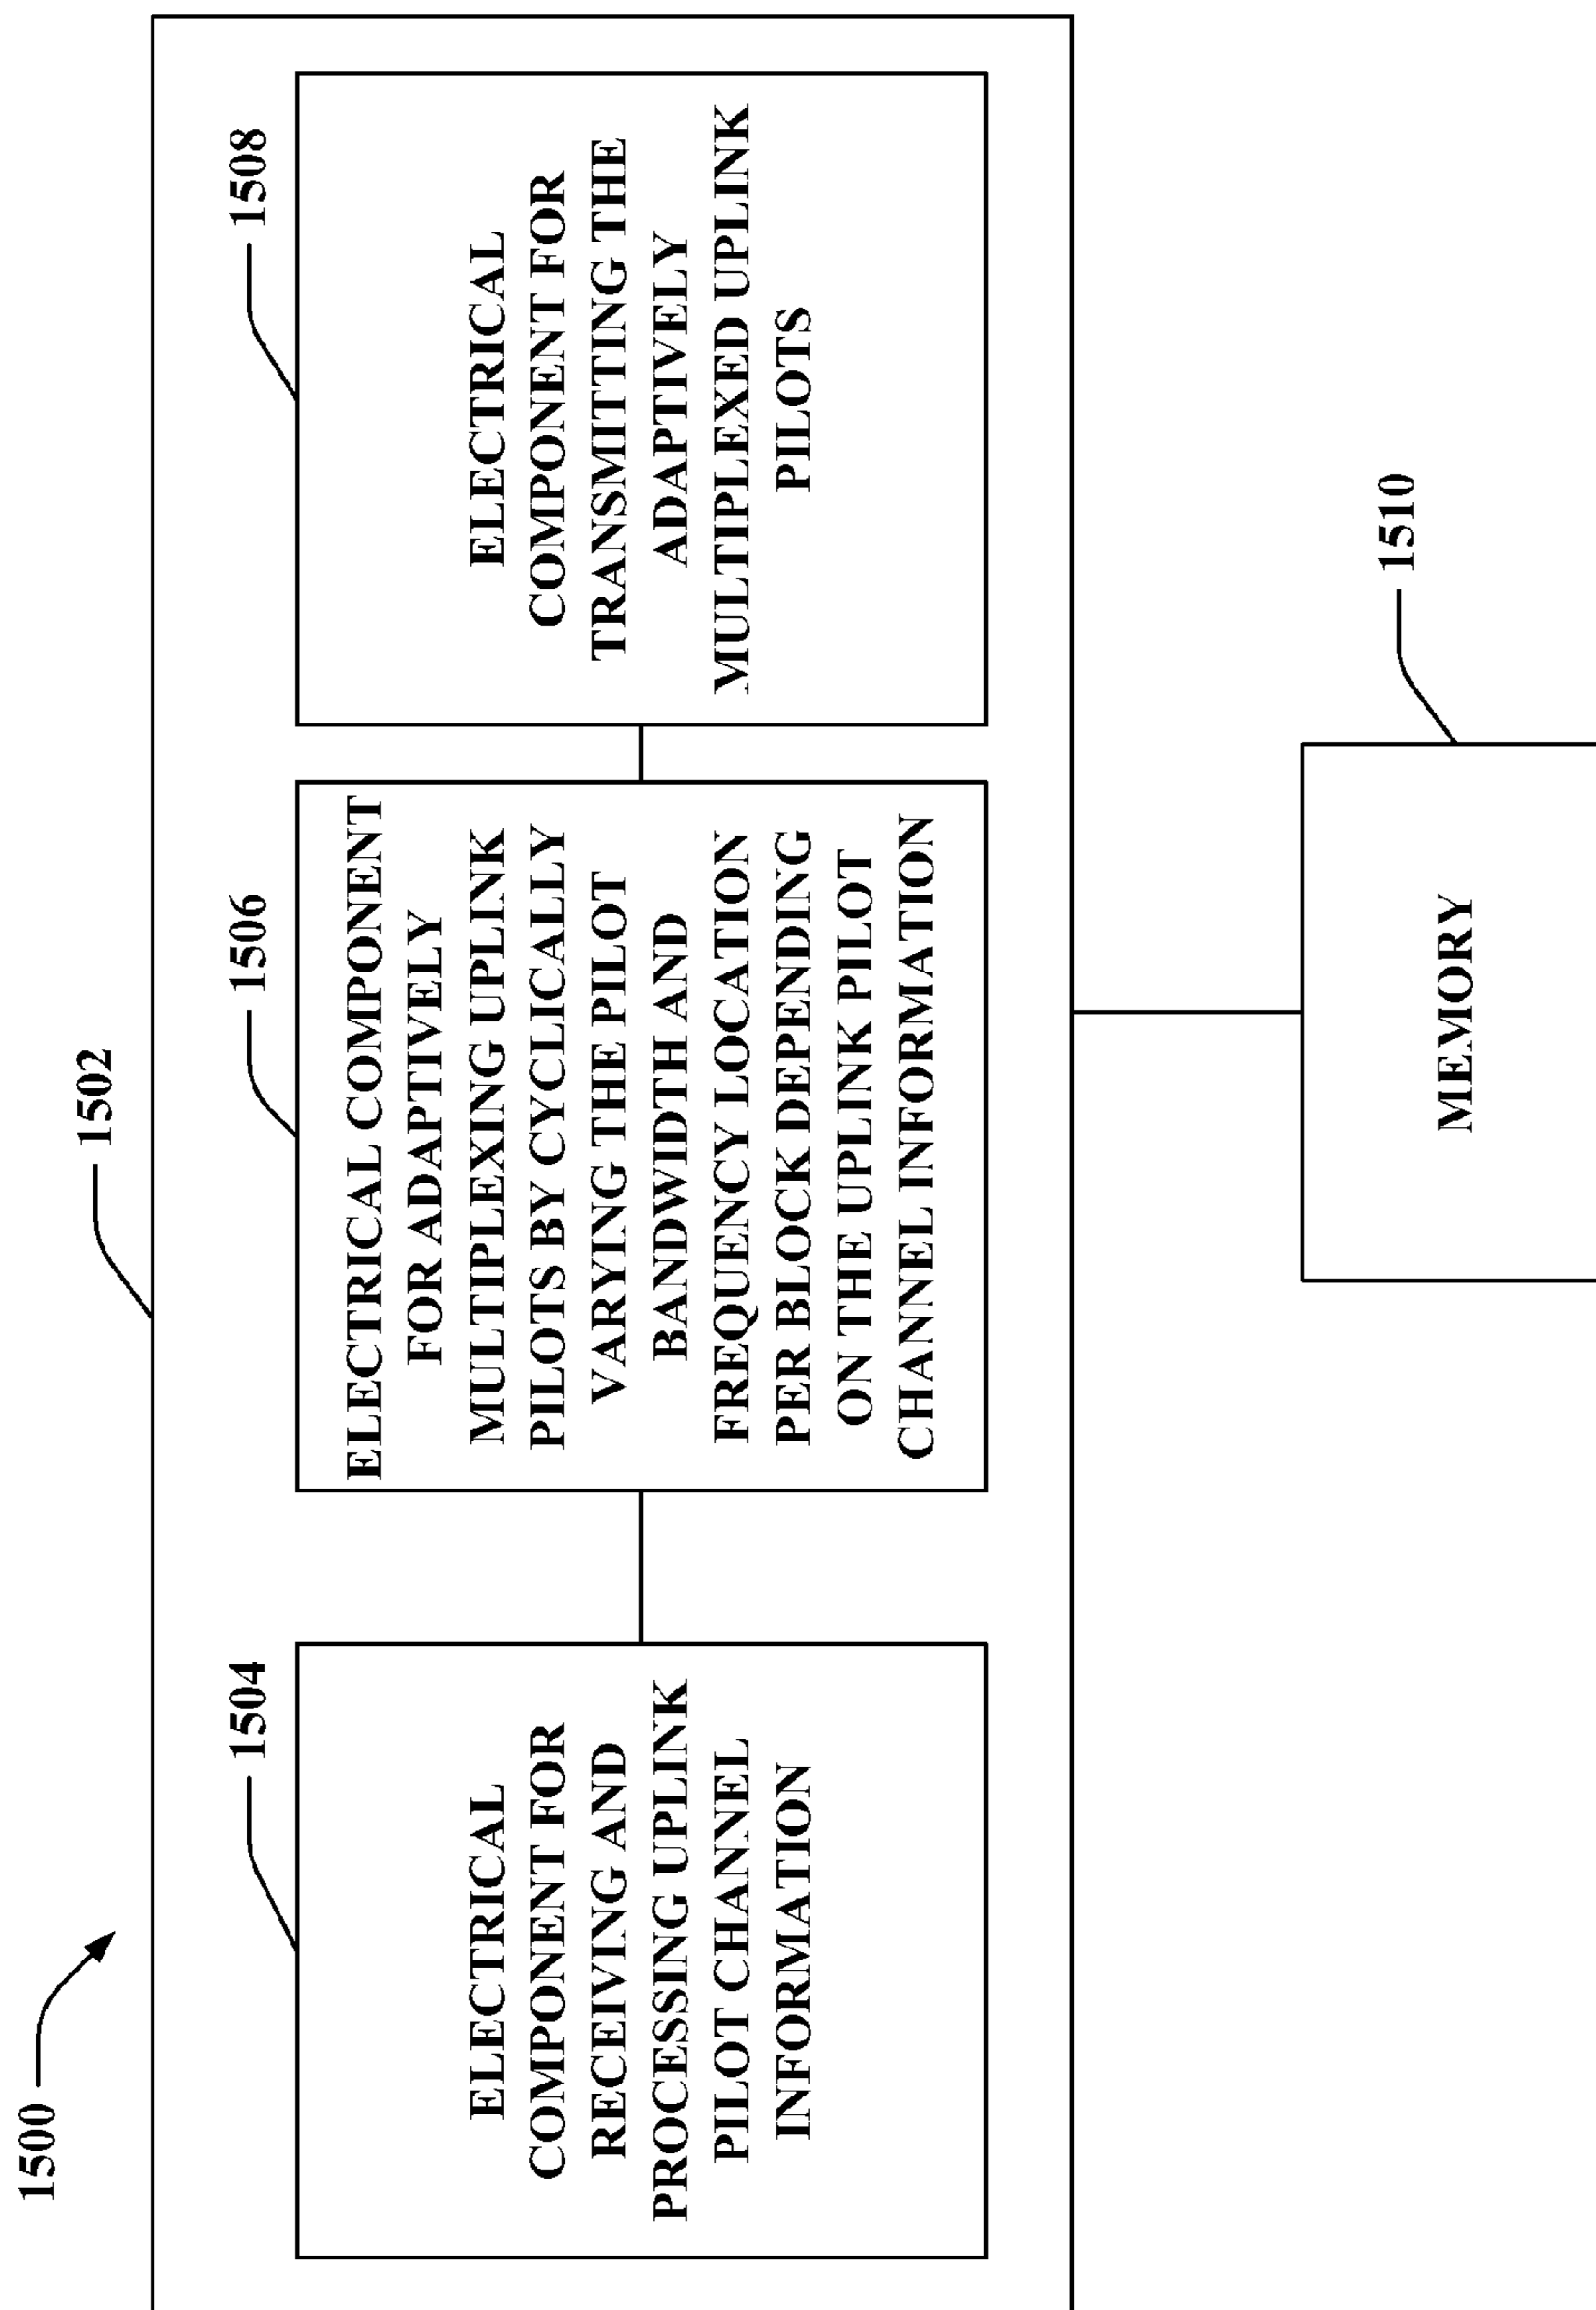 1500
1502
1504
ELECTRICAL
COMPONENT FOR
RECEIVING AND
PROCESSING UPLINK
PILOT CHANNEL
INFORMATION
1506
ELECTRICAL COMPONENT
FOR ADAPTIVELY
MULTIPLEXING UPLINK
PILOTS BY CYCLICALLY
VARYING THE PILOT
BANDWIDTH AND
FREQUENCY LOCATION
PER BLOCK DEPENDING
ON THE UPLINK PILOT
CHANNEL INFORMATION
1508
ELECTRICAL
COMPONENT FOR
TRANSMITTING THE
ADAPTIVELY
MULTIPLEXED UPLINK
PILOTS
1510
MEMORY